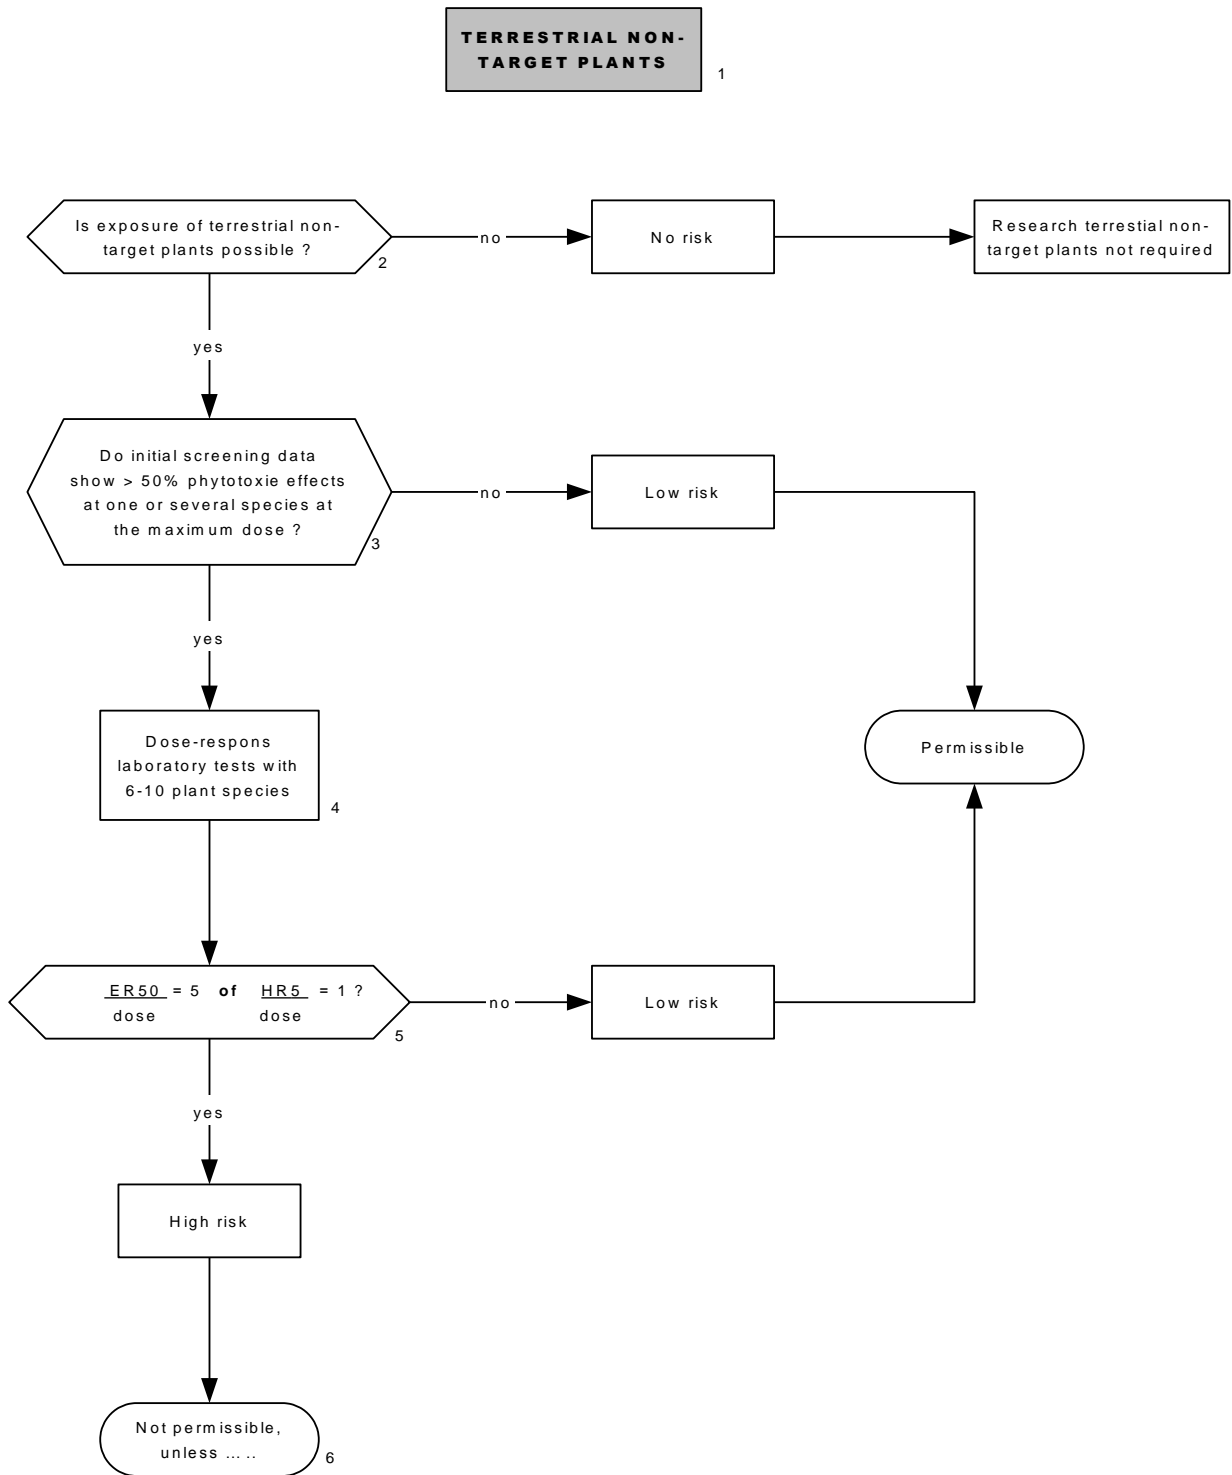 TERRESTRIAL NON-
TARGET PLANTS
1
Is exposure of terrestrial non-
target plants possible ?
2
no
No risk
Research terrestial non-
target plants not required
yes
Do initial screening data
show > 50% phytotoxie effects
at one or several species at
the maximum dose ?
3
no
Low risk
yes
Dose-respons
laboratory tests with
6-10 plant species
4
Permissible
ER50 = 5 of HR5 = 1 ?
dose dose
5
no
Low risk
yes
High risk
Not permissible,
unless ... ..
6